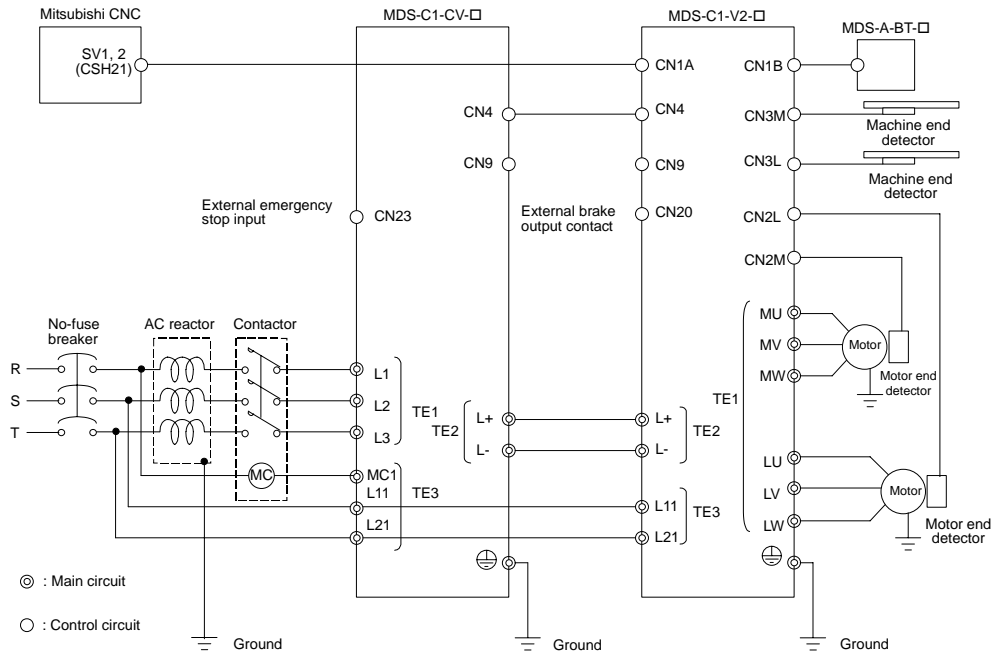 Mitsubishi CNC
MDS-C1-CV-□
MDS-C1-V2-□
MDS-A-BT-□
SV1, 2
(CSH21)
CN1A
CN1B
CN4
CN4
CN3M
Machine end
detector
CN9
CN9
CN3L
Machine end
detector
External emergency
stop input
CN23
External brake
output contact
CN20
CN2L
CN2M
No-fuse
breaker
AC reactor
Contactor
MU
MV
MW
Motor
Motor end
detector
R
S
T
L1
L2
L3
TE1
TE2
L+
L-
L+
L-
TE2
TE1
MC
MC1
L11
L21
TE3
L11
L21
TE3
LU
LV
LW
Motor
Motor end
detector
: Main circuit
: Control circuit
Ground
Ground
Ground